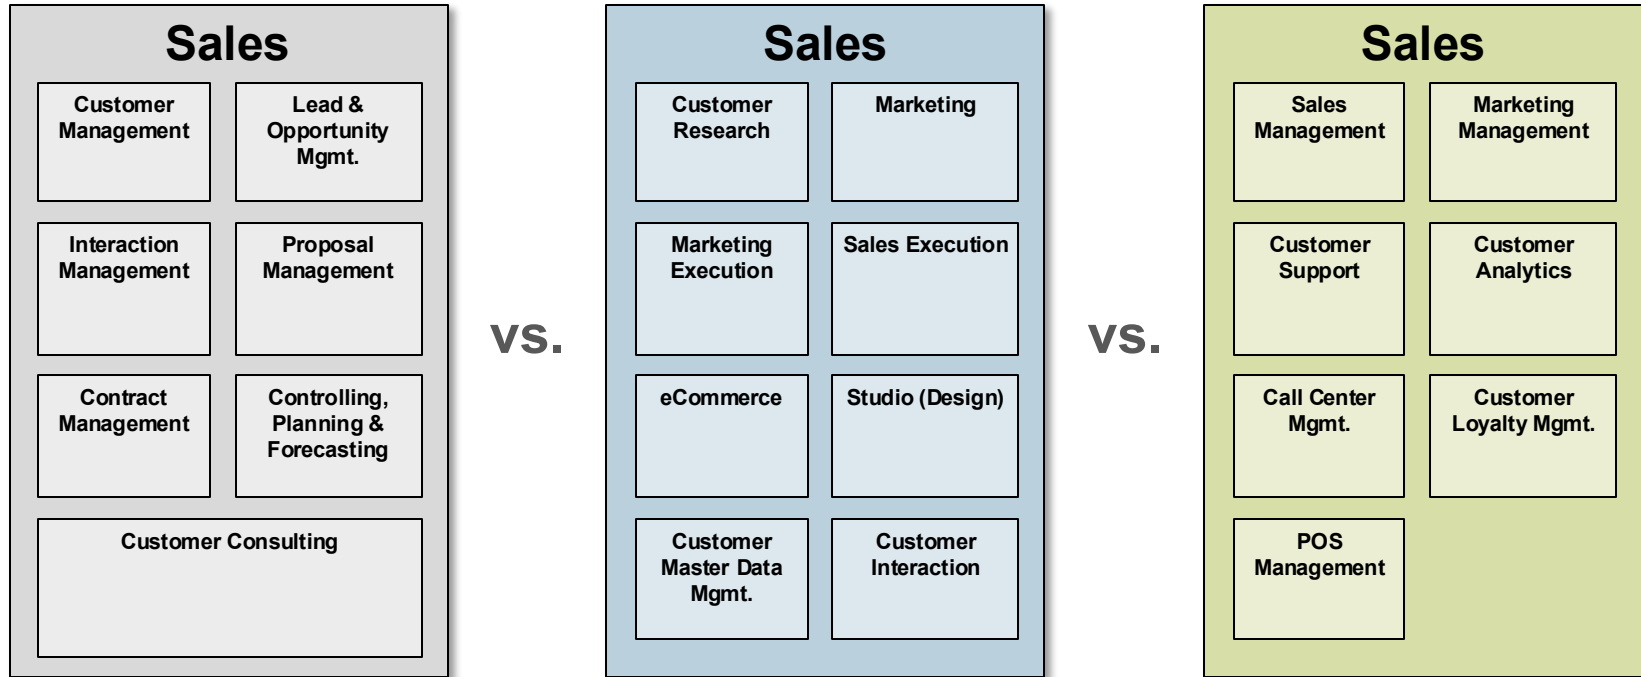 Sales
Customer
Management
Lead &
Opportunity
Mgmt.
Interaction
Management
Proposal
Management
Contract
Management
Controlling,
Planning &
Forecasting
Customer Consulting
vs.
Sales
Customer
Research
Marketing
Marketing
Execution
Sales Execution
eCommerce
Studio (Design)
Customer
Master Data
Mgmt.
Customer
Interaction
vs.
Sales
Sales
Management
Marketing
Management
Customer
Support
Customer
Analytics
Call Center
Mgmt.
Customer
Loyalty Mgmt.
POS
Management